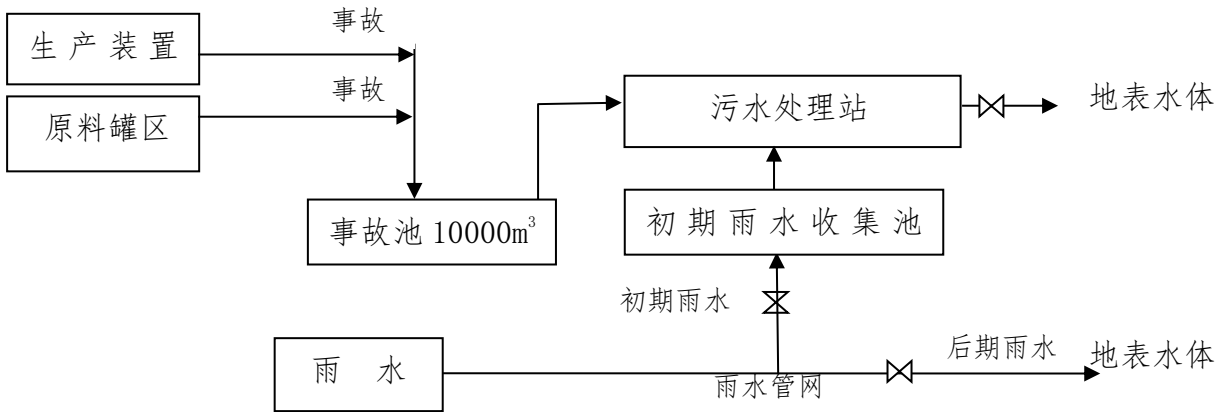 事故
生产装置
事故
原料罐区
污水处理站
地表水体
事故池 10000m³
初期雨水收集池
初期雨水
雨 水
后期雨水
地表水体
雨水管网